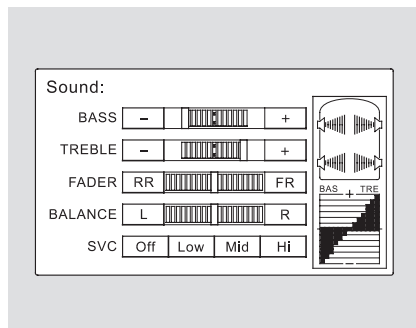 Sound:
BASS - +
TREBLE - +
FADER RR FR
BALANCE L R
SVC Off Low Mid Hi
BAS + TRE
-